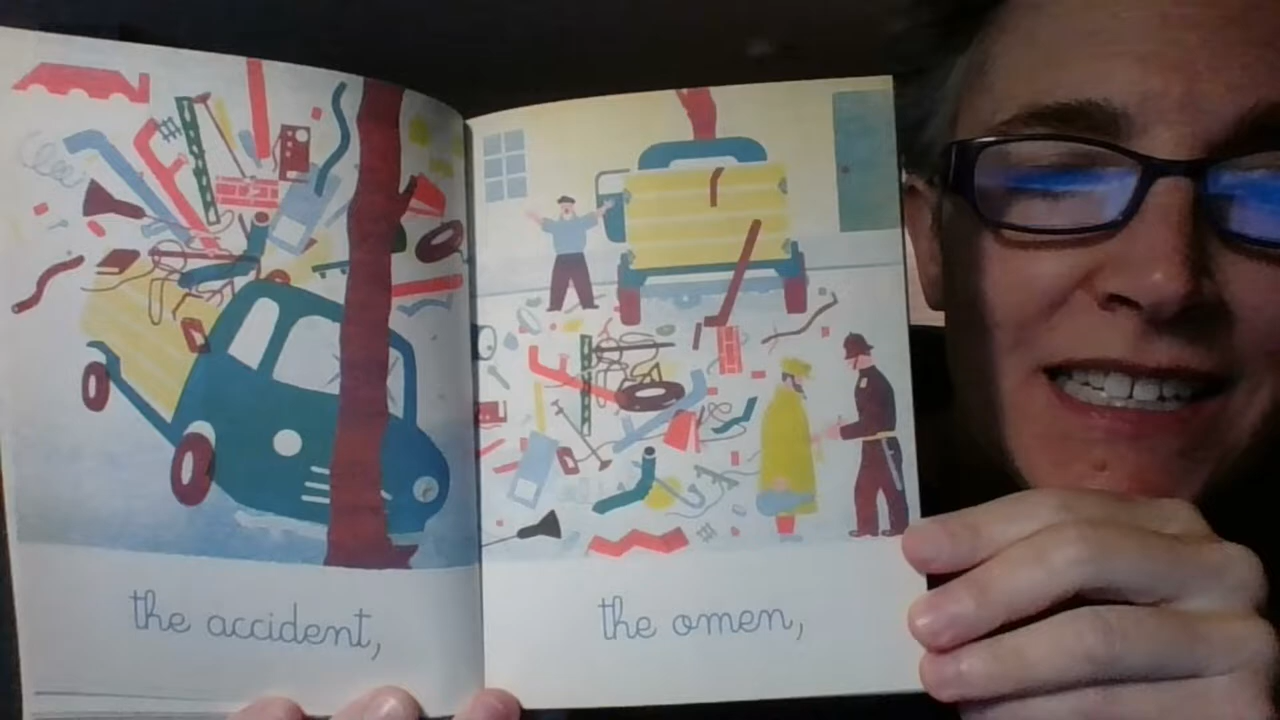 the accident,
the omen,